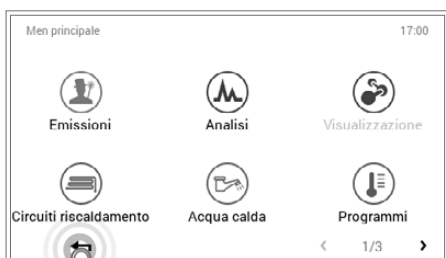 Men principale 17:00
Emissioni Analisi Visualizzazione
Circuiti riscaldamento Acqua calda Programmi
1/3